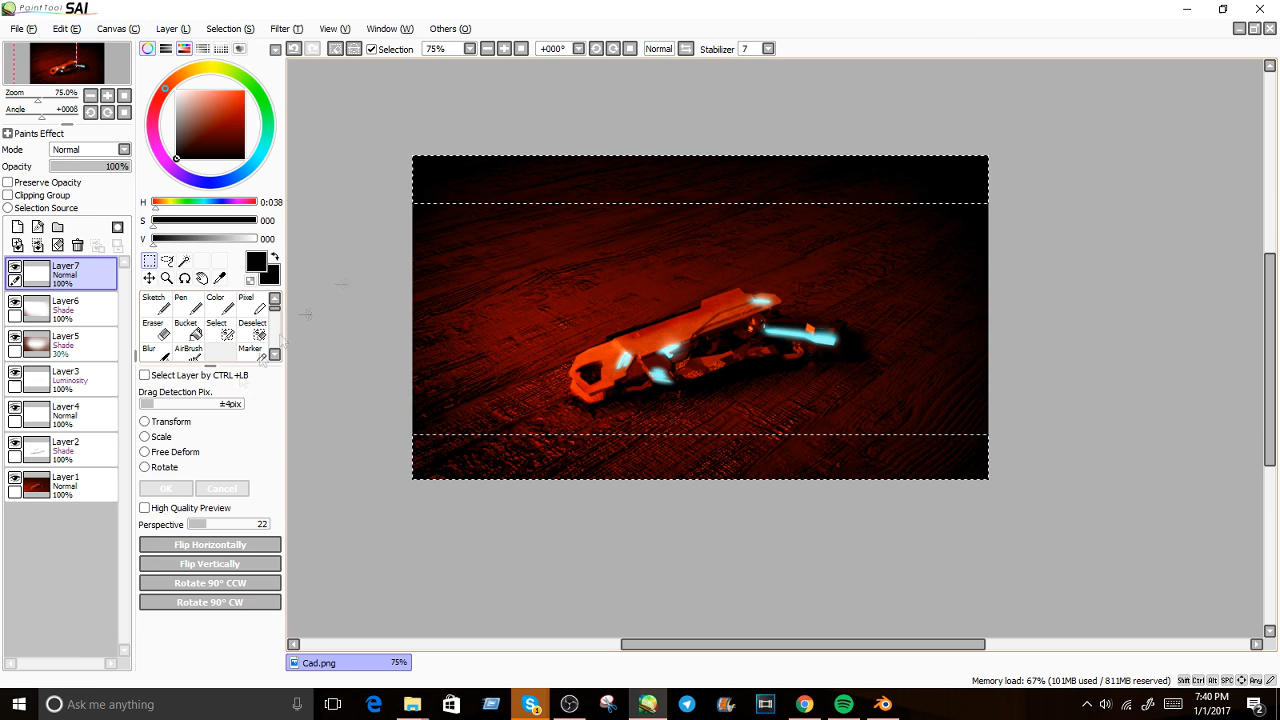 PaintTool SAI
File (F) Edit (E) Canvas (C) Layer (L) Selection (S) Filter (T) View (V) Window (W) Others (O)
Selection 75% +000° Normal Stabilizer 7
Zoom 75.0%
Angle +0008
Paints Effect
Mode Normal
Opacity 100%
Preserve Opacity
Clipping Group
Selection Source
Layer7
Normal
100%
Layer6
Shade
100%
Layer5
Shade
30%
Layer3
Luminosity
100%
Layer4
Normal
100%
Layer2
Shade
100%
Layer1
Normal
100%
H 0:038
S 000
V 000
Sketch Pen Color Pixel
Eraser Bucket Select Deselect
Blur AirBrush Marker
Select Layer by CTRL+LB
Drag Detection Pix.
±4pix
Transform
Scale
Free Deform
Rotate
OK Cancel
High Quality Preview
Perspective 22
Flip Horizontally
Flip Vertically
Rotate 90° CCW
Rotate 90° CW
Cad.png 75%
Memory load: 67% (101MB used / 811MB reserved) Shift Ctrl Alt SPC Any
Ask me anything
7:40 PM
1/1/2017